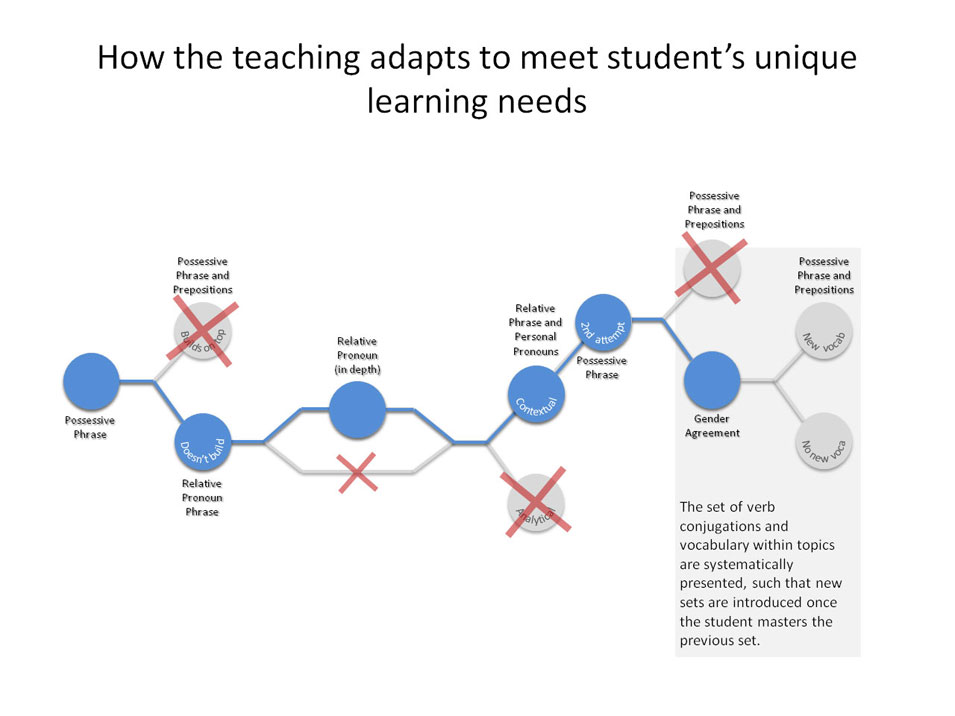 How the teaching adapts to meet student's unique
learning needs
Possessive
Phrase
Possessive
Phrase and
Prepositions
Builds on top
Doesn't build
Relative
Pronoun
Phrase
Relative
Pronoun
(in depth)
Relative
Phrase and
Personal
Pronouns
Contextual
Analytical
2nd attempt
Possessive
Phrase
Possessive
Phrase and
Prepositions
Gender
Agreement
Possessive
Phrase and
Prepositions
New vocab
No new voca
The set of verb
conjugations and
vocabulary within topics
are systematically
presented, such that new
sets are introduced once
the student masters the
previous set.